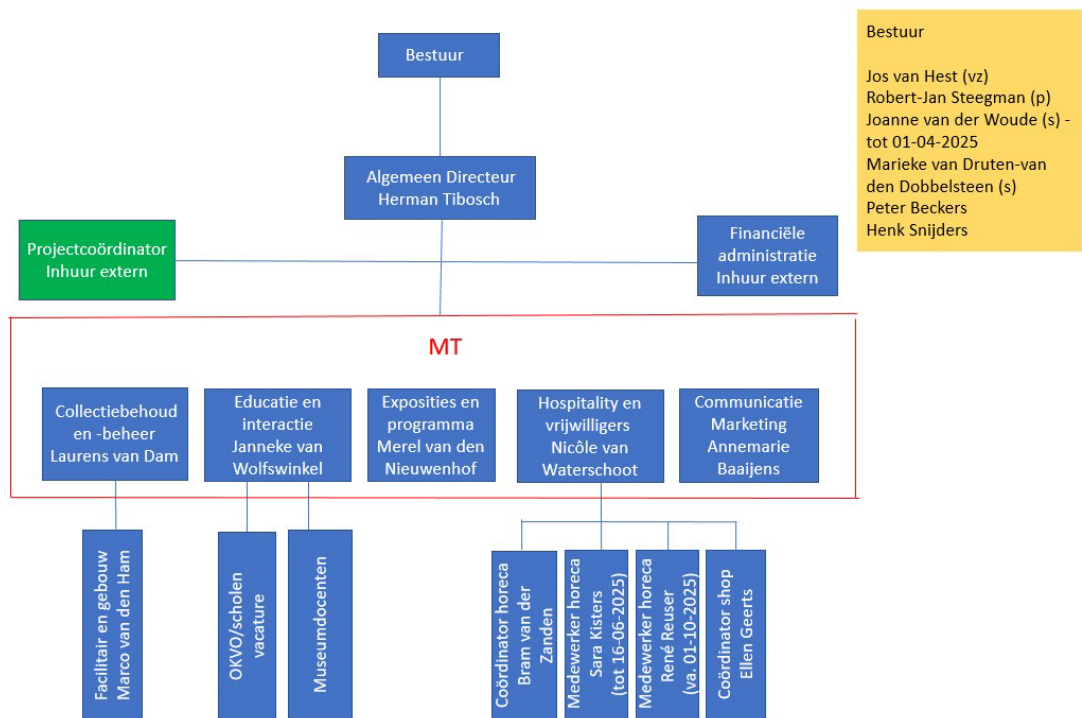 Bestuur
Algemeen Directeur
Herman Tibosch
Projectcoördinator
Inhuur extern
Financiële
administratie
Inhuur extern
Bestuur
Jos van Hest (vz)
Robert-Jan Steegman (p)
Joanne van der Woude (s) -
tot 01-04-2025
Marieke van Druten-van
den Dobbelsteen (s)
Peter Beckers
Henk Snijders
MT
Collectiebehoud
en -beheer
Laurens van Dam
Educatie en
interactie
Janneke van
Wolfswinkel
Exposities en
programma
Merel van den
Nieuwenhof
Hospitality en
vrijwilligers
Nicôle van
Waterschoot
Communicatie
Marketing
Annemarie
Baaijens
Facilitair en gebouw
Marco van den Ham
OKVO/scholen
vacature
Museumdocenten
Coördinator horeca
Bram van der
Zanden
Medewerker horeca
Sara Kisters
(tot 16-06-2025)
Medewerker horeca
René Reuser
(va. 01-10-2025)
Coördinator shop
Ellen Geerts